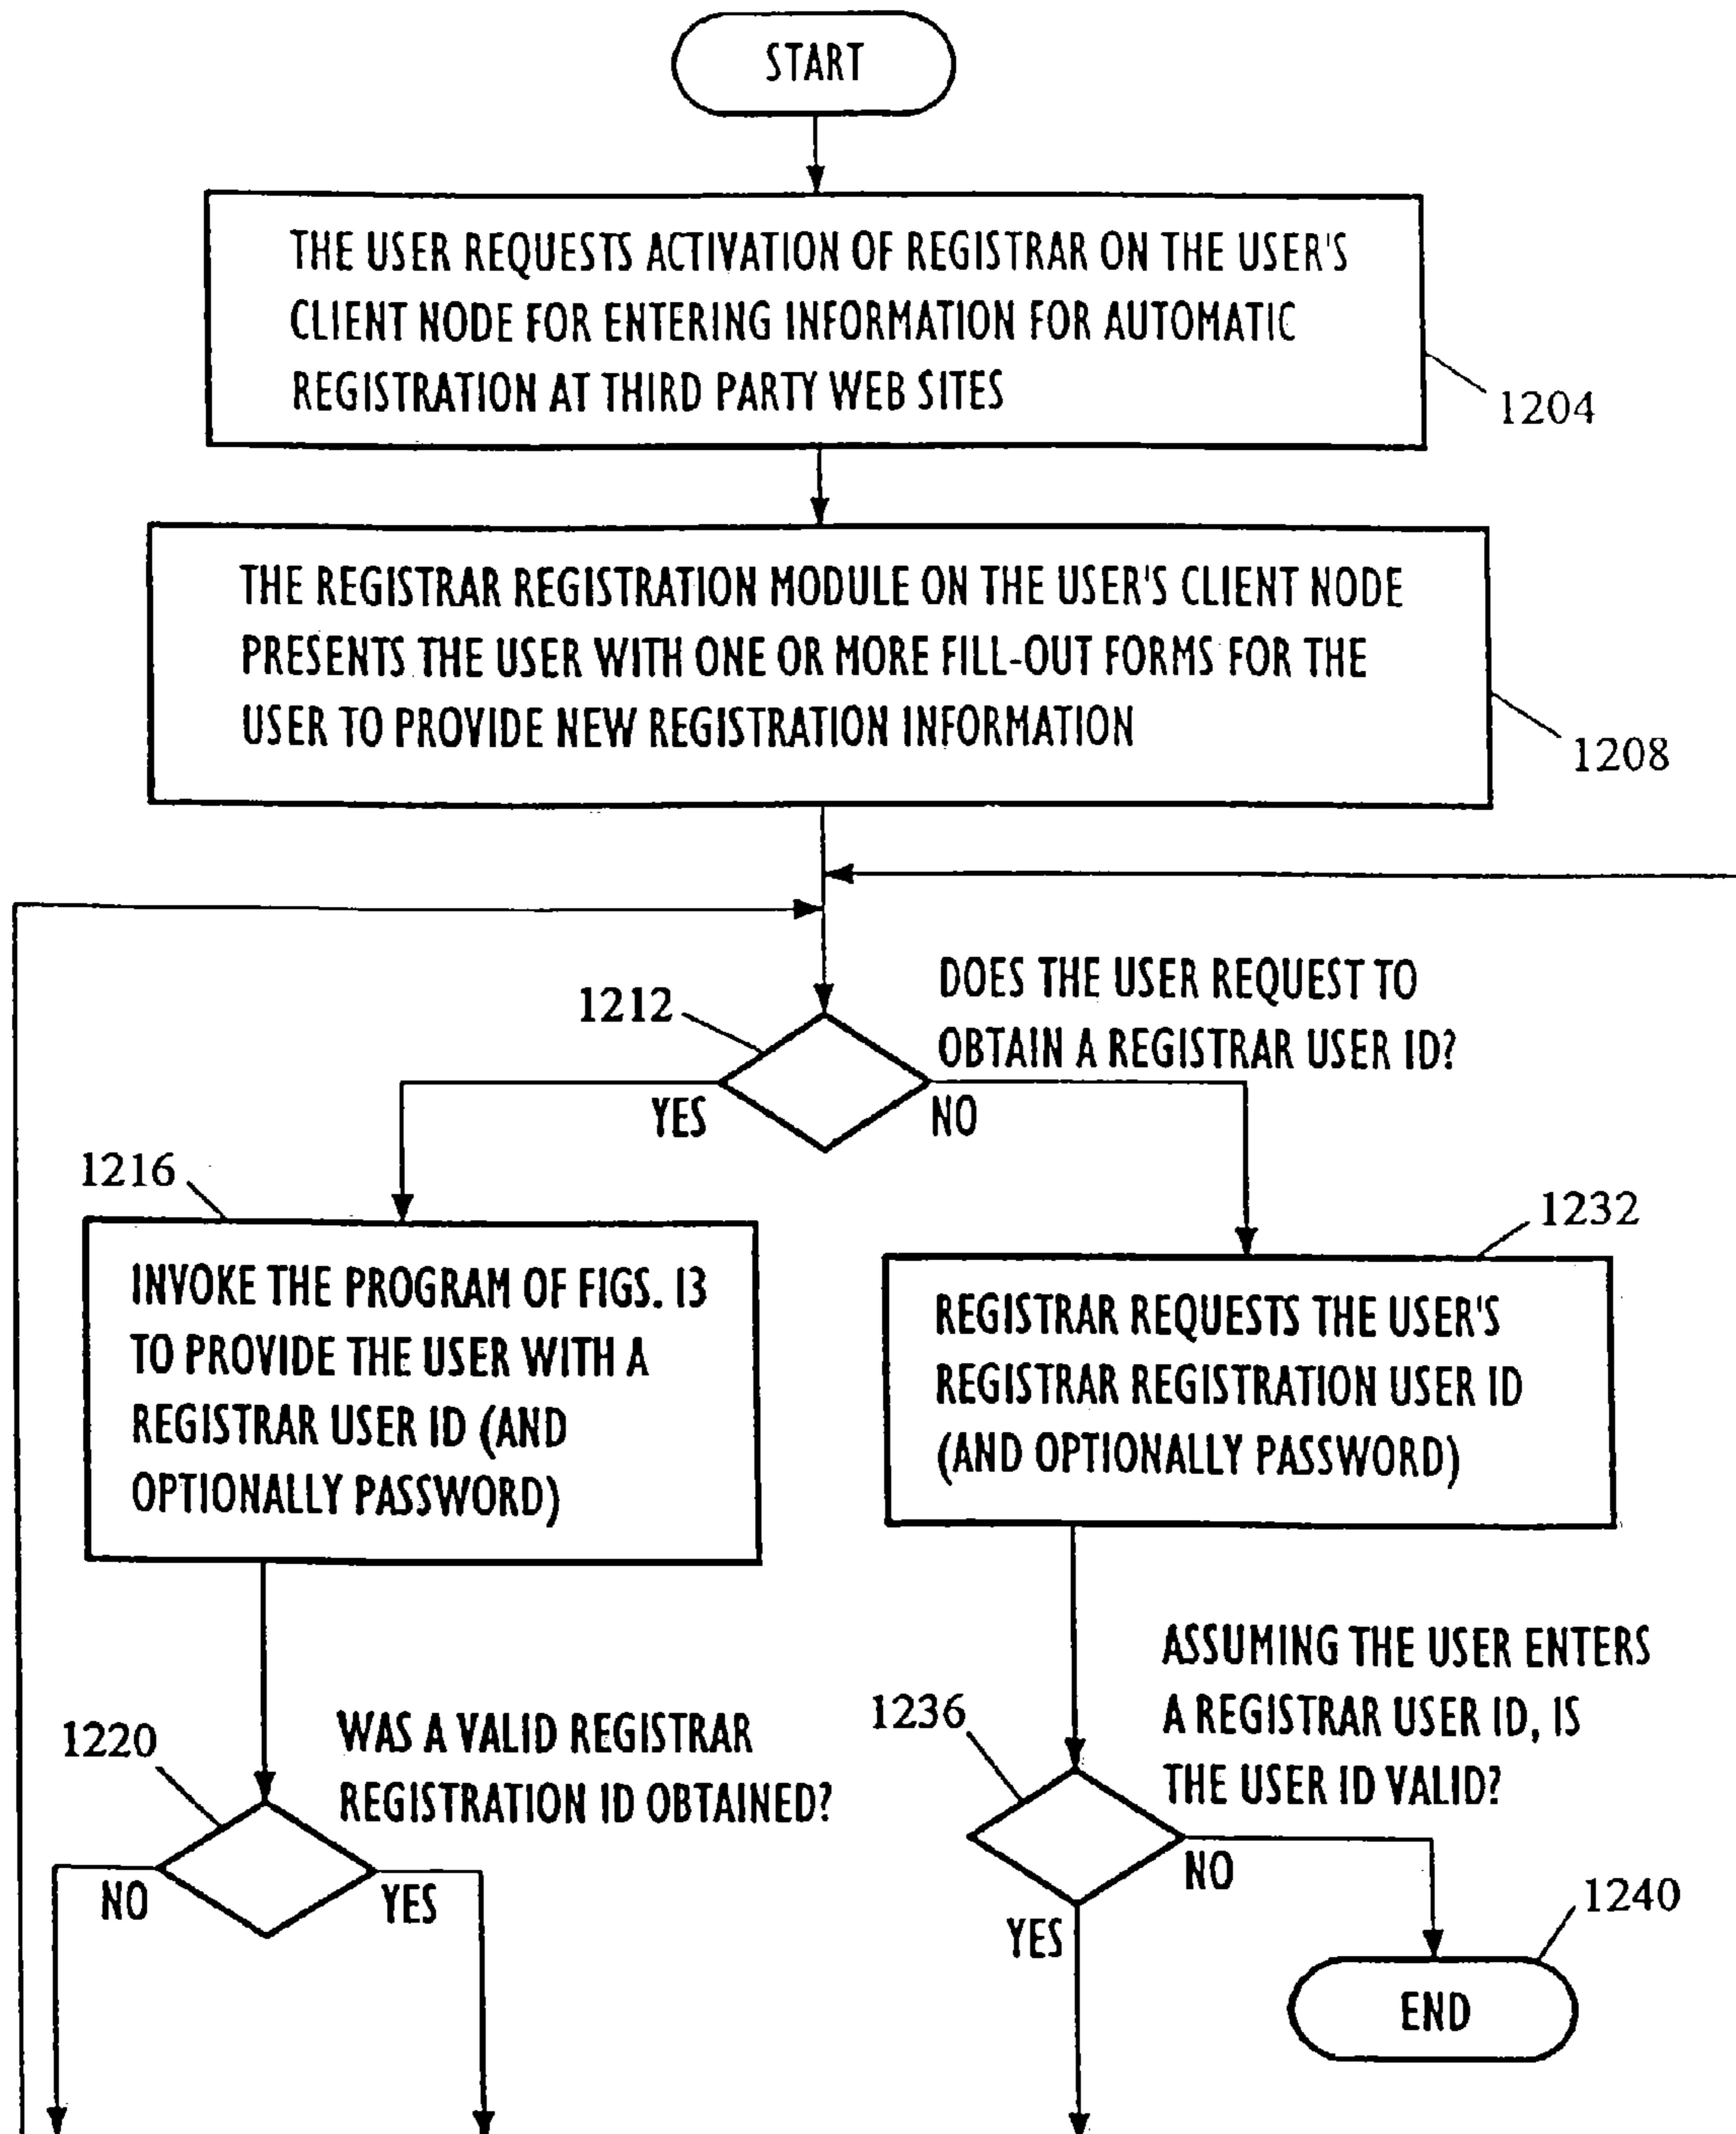 START
THE USER REQUESTS ACTIVATION OF REGISTRAR ON THE USER'S
CLIENT NODE FOR ENTERING INFORMATION FOR AUTOMATIC
REGISTRATION AT THIRD PARTY WEB SITES
1204
THE REGISTRAR REGISTRATION MODULE ON THE USER'S CLIENT NODE
PRESENTS THE USER WITH ONE OR MORE FILL-OUT FORMS FOR THE
USER TO PROVIDE NEW REGISTRATION INFORMATION
1208
1212
DOES THE USER REQUEST TO
OBTAIN A REGISTRAR USER ID?
YES
NO
1216
INVOKE THE PROGRAM OF FIGS. 13
TO PROVIDE THE USER WITH A
REGISTRAR USER ID (AND
OPTIONALLY PASSWORD)
1232
REGISTRAR REQUESTS THE USER'S
REGISTRAR REGISTRATION USER ID
(AND OPTIONALLY PASSWORD)
1220
WAS A VALID REGISTRAR
REGISTRATION ID OBTAINED?
NO
YES
1236
ASSUMING THE USER ENTERS
A REGISTRAR USER ID, IS
THE USER ID VALID?
NO
YES
1240
END